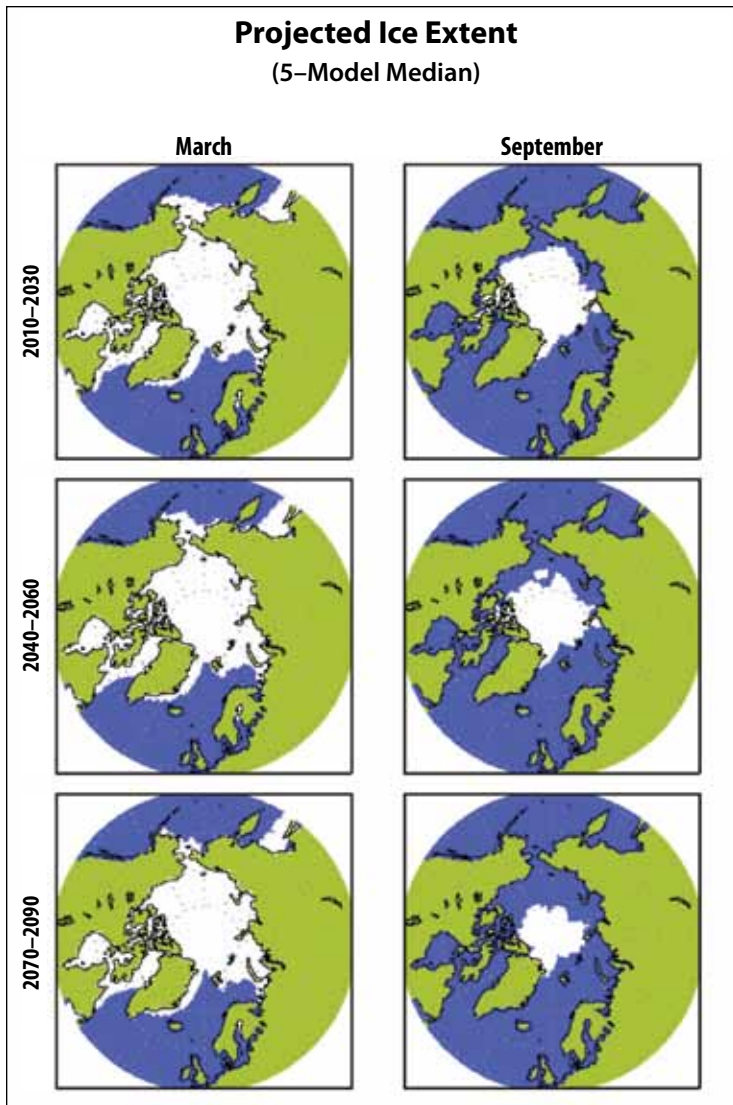 Projected Ice Extent
(5–Model Median)
March
September
2010–2030
2040–2060
2070–2090